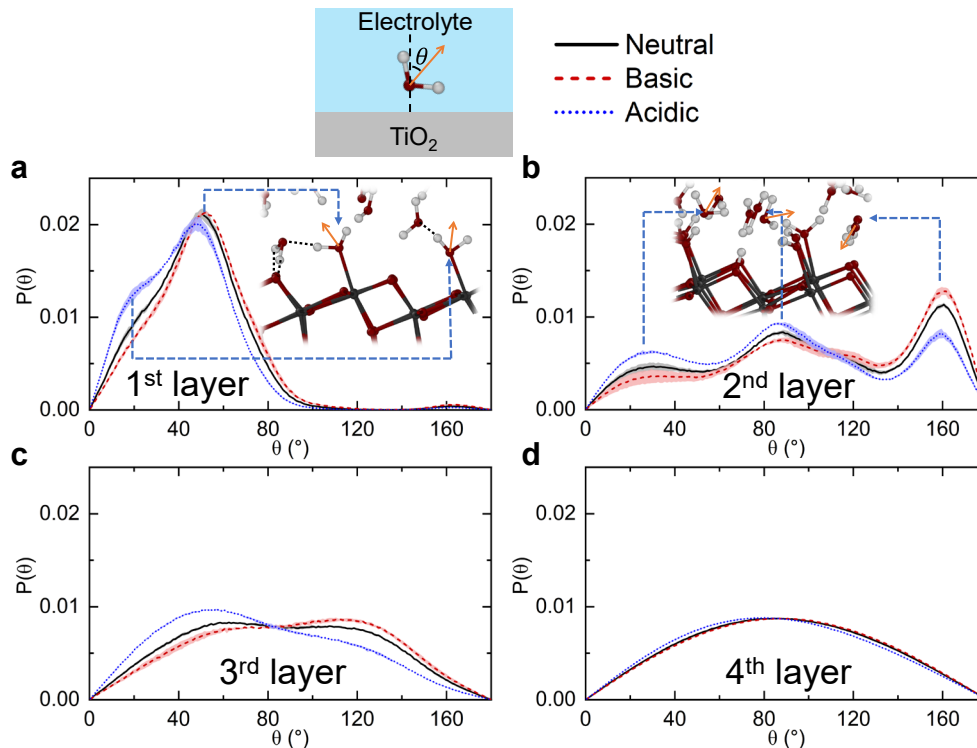 Electrolyte
θ
TiO₂
Neutral
Basic
Acidic
a
0.02
0.01
0.00
P(θ)
0 40 80 120 160
θ (°)
1st layer
b
0.02
0.01
0.00
P(θ)
0 40 80 120 160
θ (°)
2nd layer
c
0.02
0.01
0.00
P(θ)
0 40 80 120 160
θ (°)
3rd layer
d
0.02
0.01
0.00
P(θ)
0 40 80 120 160
θ (°)
4th layer